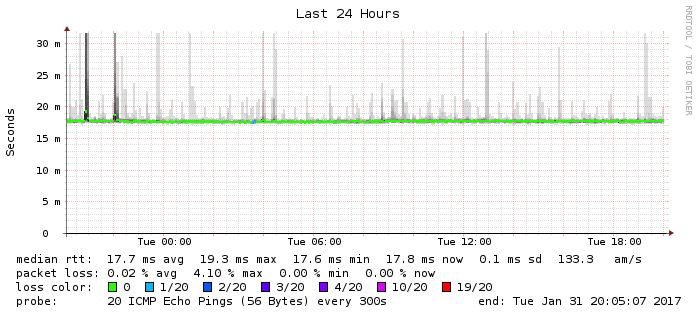 Last 24 Hours
RRDTOOL / TOBI OETIKER
Seconds
30 m
25 m
20 m
15 m
10 m
5 m
0
Tue 00:00 Tue 06:00 Tue 12:00 Tue 18:00
median rtt: 17.7 ms avg 19.3 ms max 17.6 ms min 17.8 ms now 0.1 ms sd 133.3 am/s
packet loss: 0.02 % avg 4.10 % max 0.00 % min 0.00 % now
loss color: 0 1/20 2/20 3/20 4/20 10/20 19/20
probe: 20 ICMP Echo Pings (56 Bytes) every 300s end: Tue Jan 31 20:05:07 2017